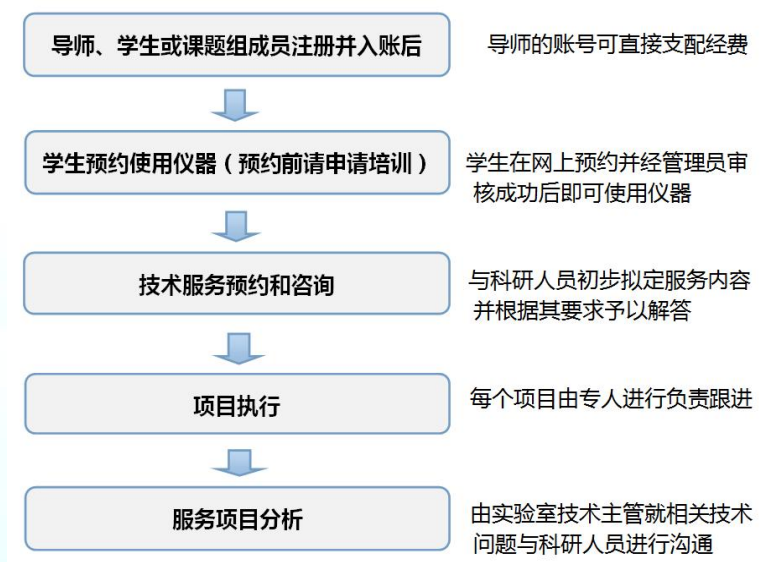 导师、学生或课题组成员注册并入账后
导师的账号可直接支配经费
学生预约使用仪器（预约前请申请培训）
学生在网上预约并经管理员审
核成功后即可使用仪器
技术服务预约和咨询
与科研人员初步拟定服务内容
并根据其要求予以解答
项目执行
每个项目由专人进行负责跟进
服务项目分析
由实验室技术主管就相关技术
问题与科研人员进行沟通